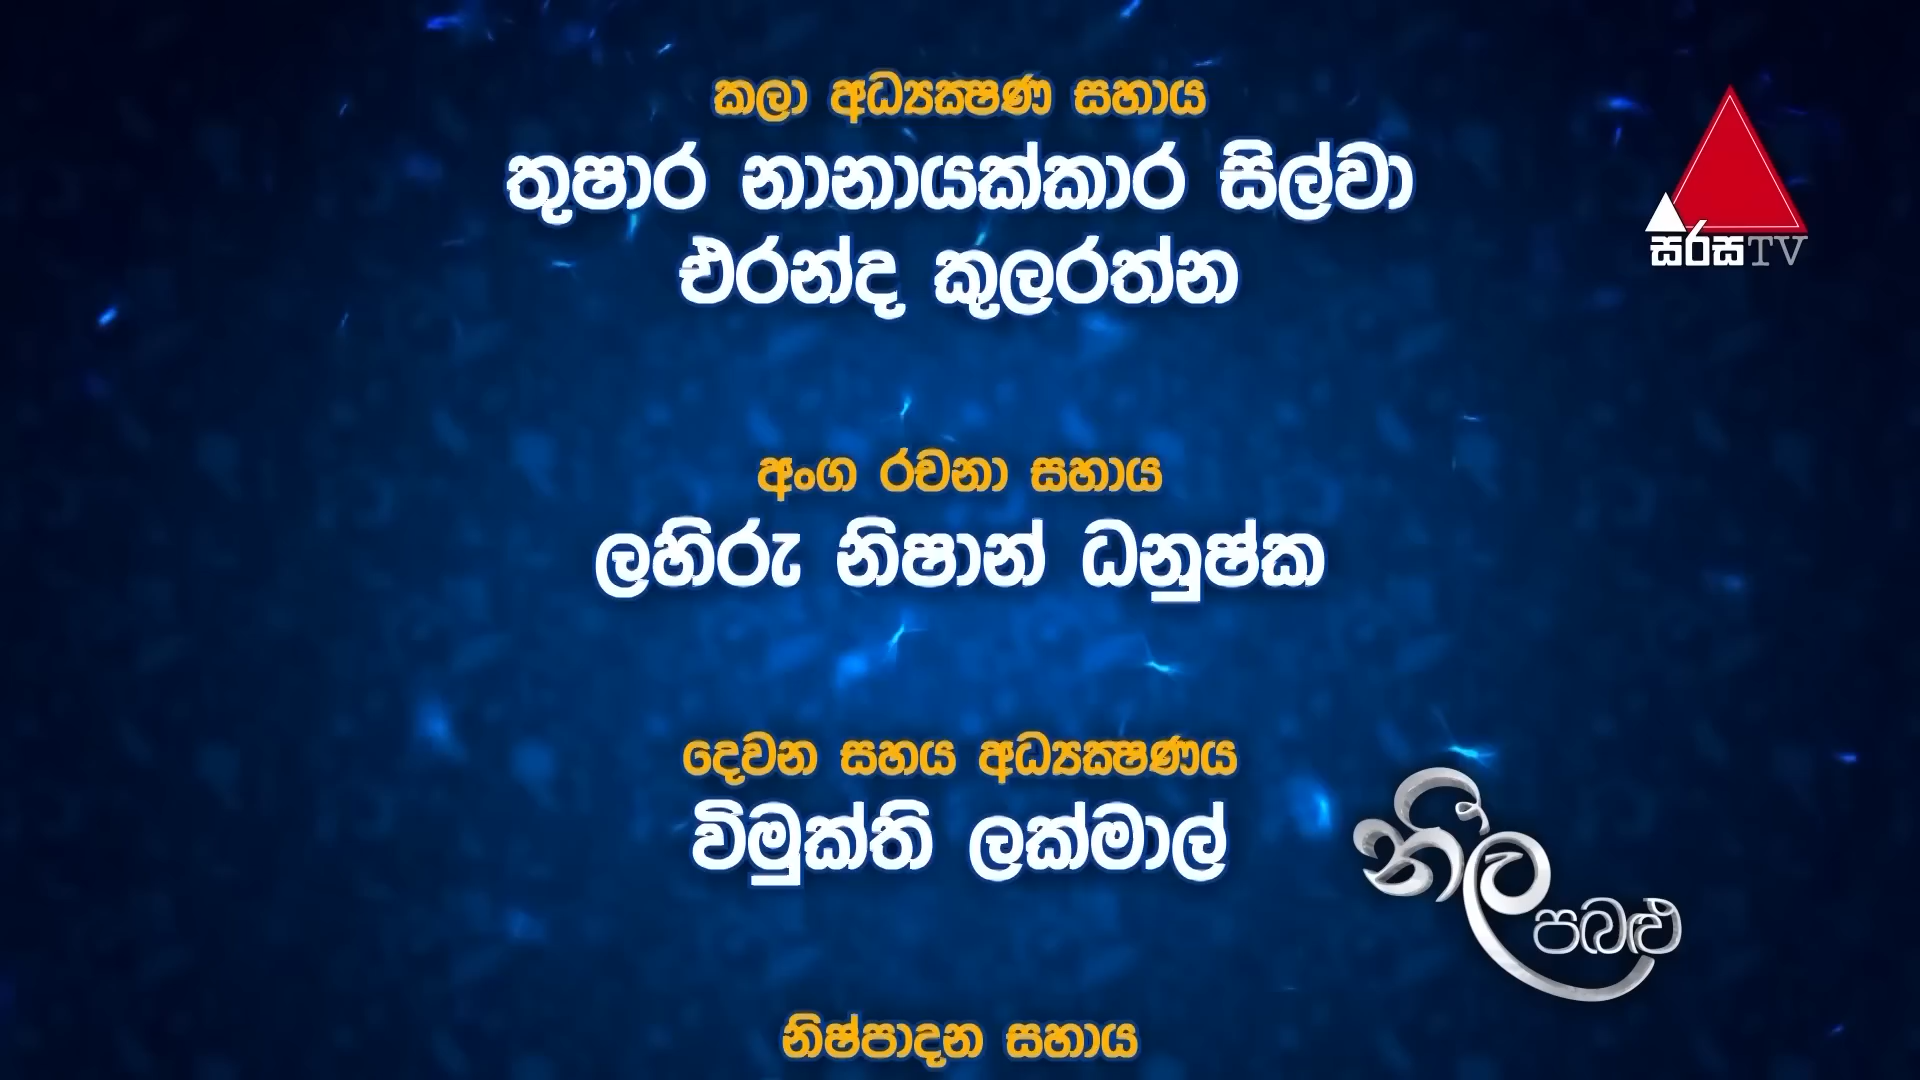 කලා අධ්‍යක්ෂණ සහාය
තුෂාර නානායක්කාර සිල්වා
එරන්ද කුලරත්න
සිරස TV
අංග රචනා සහාය
ලහිරු නිෂාන් ධනුෂ්ක
දෙවන සහය අධ්‍යක්ෂණය
විමුක්ති ලක්මාල්
නීල
පබළු
නිෂ්පාදන සහාය